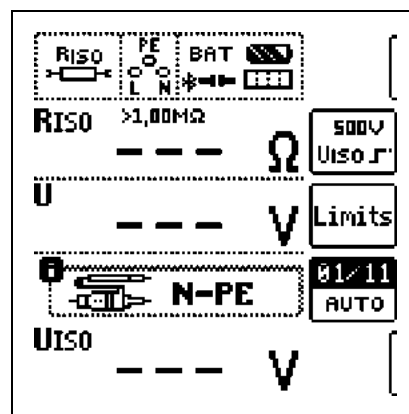 RISO PE BAT
L N
RISO >1,00MΩ 500V
--- Ω UISO
U
--- V Limits
N-PE 01/11
AUTO
UISO
--- V